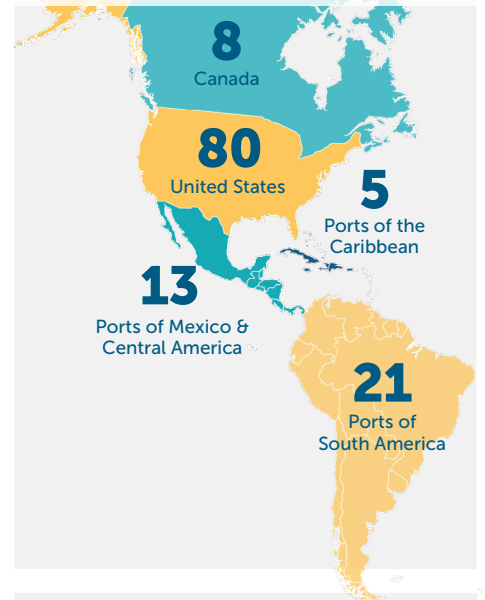 8
Canada
80
United States
5
Ports of the
Caribbean
13
Ports of Mexico &
Central America
21
Ports of
South America